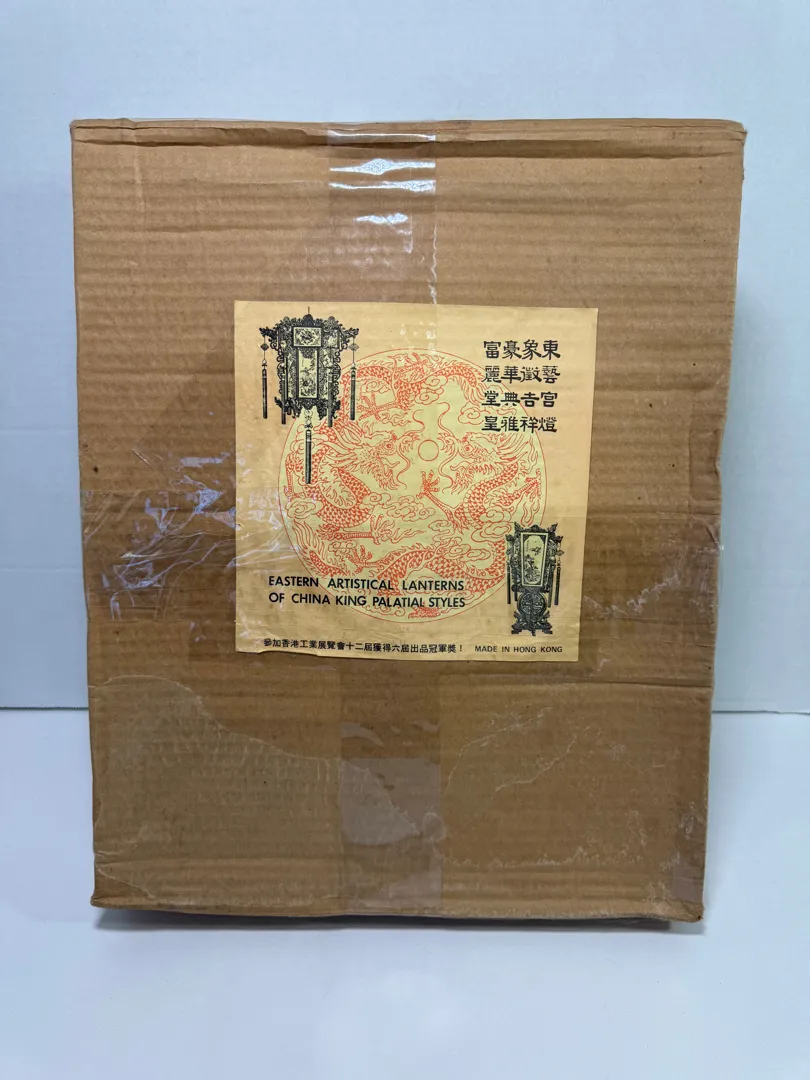 東藝宮燈
象徵吉祥
豪華典雅
富麗堂皇
EASTERN ARTISTICAL LANTERNS
OF CHINA KING PALATIAL STYLES
參加香港工業展覽會十二屆獲得六屆出品冠軍獎！ MADE IN HONG KONG